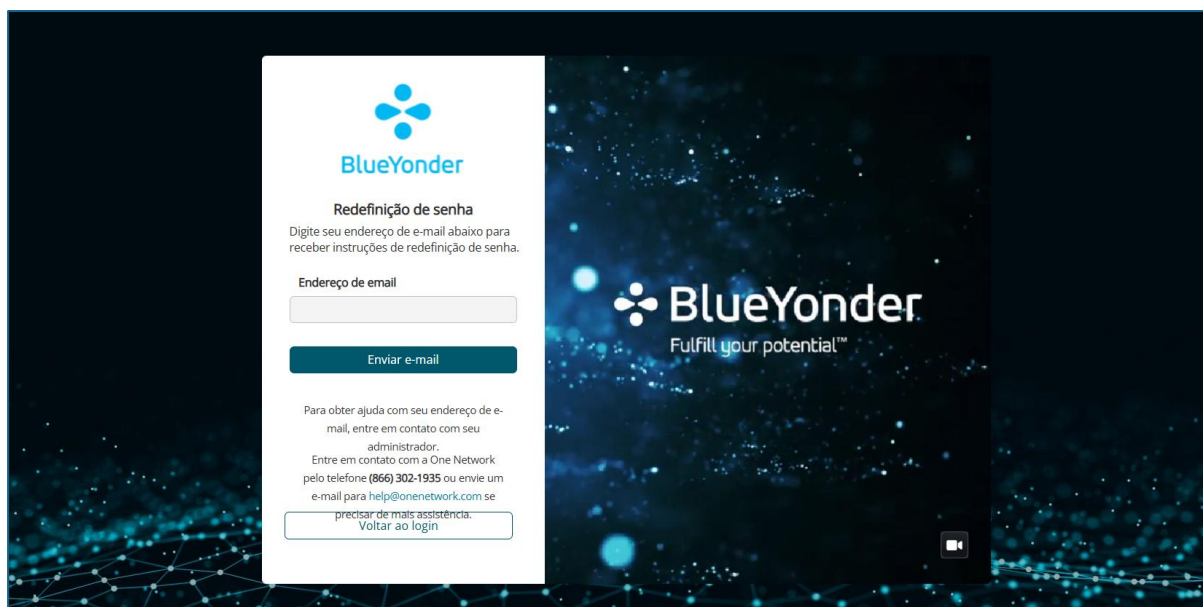 BlueYonder
Redefinição de senha
Digite seu endereço de e-mail abaixo para
receber instruções de redefinição de senha.
Endereço de email
Enviar e-mail
Para obter ajuda com seu endereço de e-
mail, entre em contato com seu
administrador.
Entre em contato com a One Network
pelo telefone (866) 302-1935 ou envie um
e-mail para help@onenetwork.com se
precisar de mais assistência.
Voltar ao login
BlueYonder
Fulfill your potential™